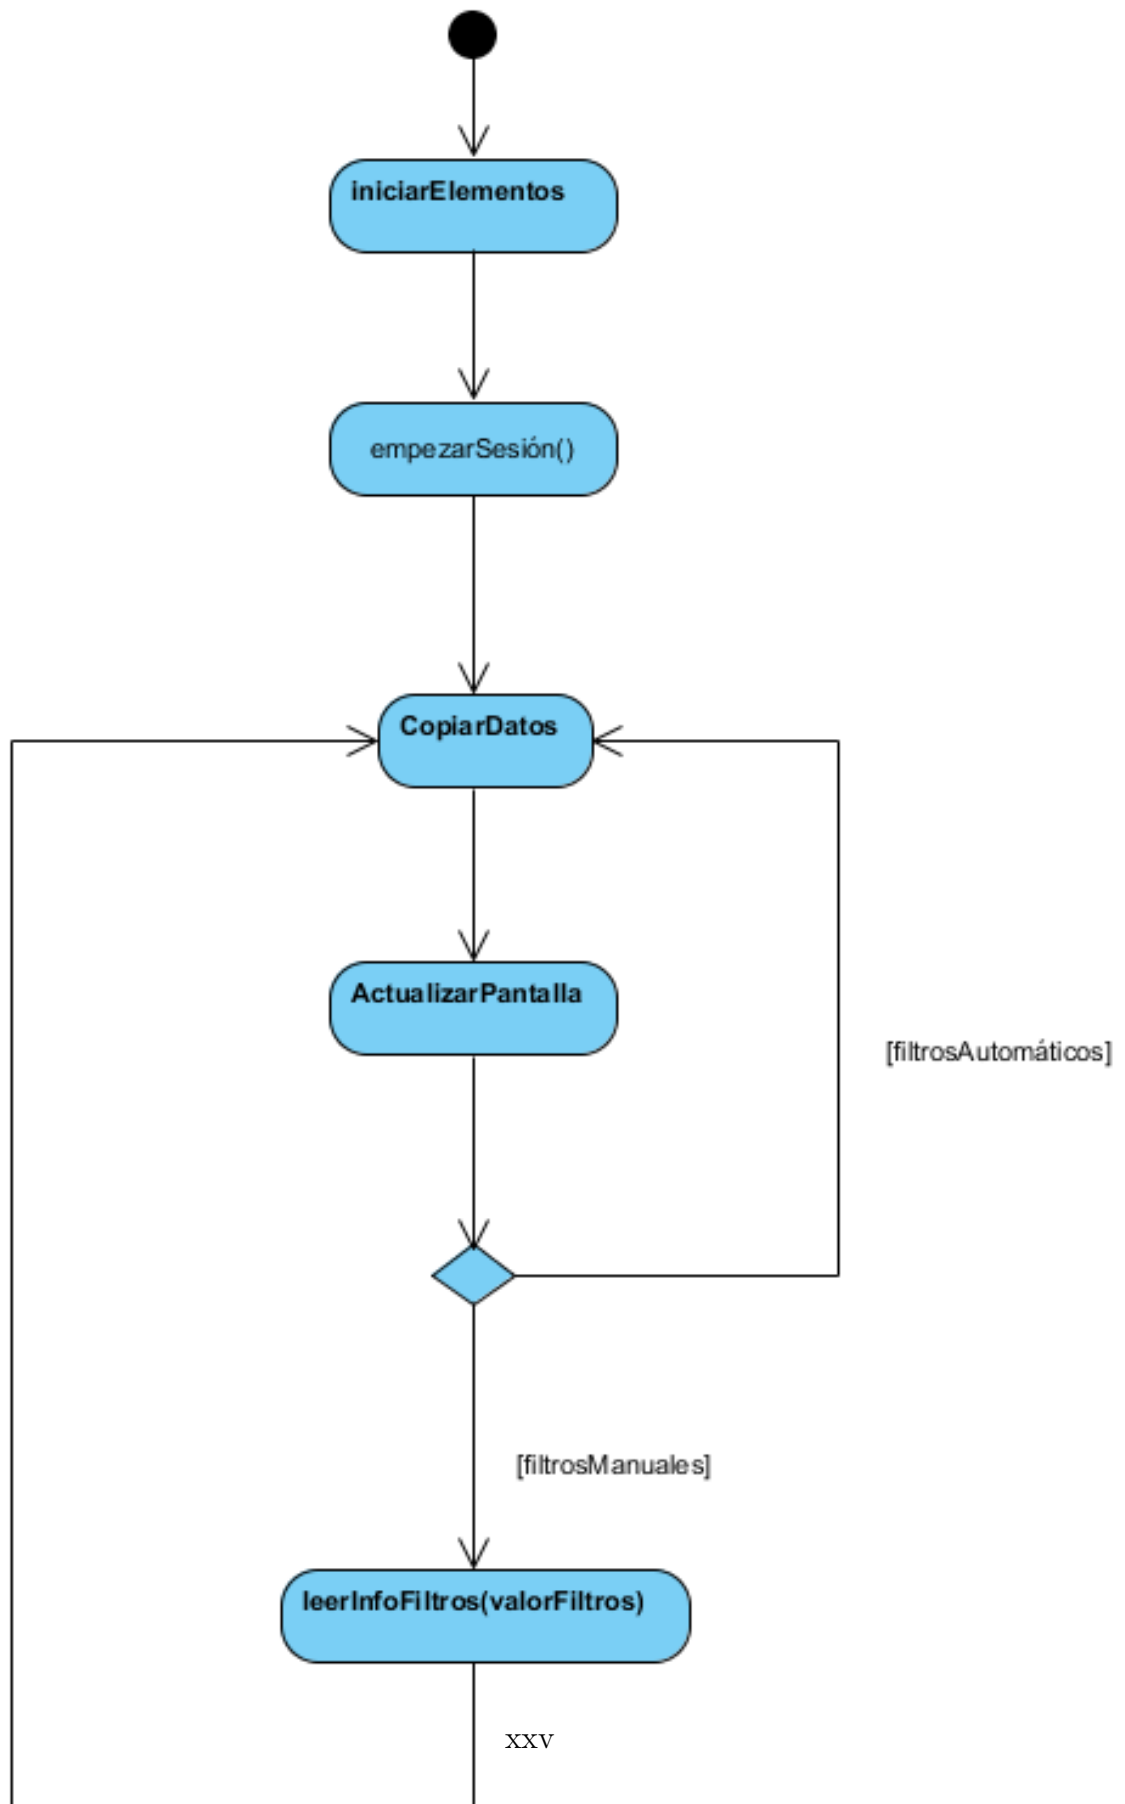 iniciarElementos
empezarSesión()
CopiarDatos
ActualizarPantalla
[filtrosAutomáticos]
[filtrosManuales]
leerInfoFiltros(valorFiltros)
xxv